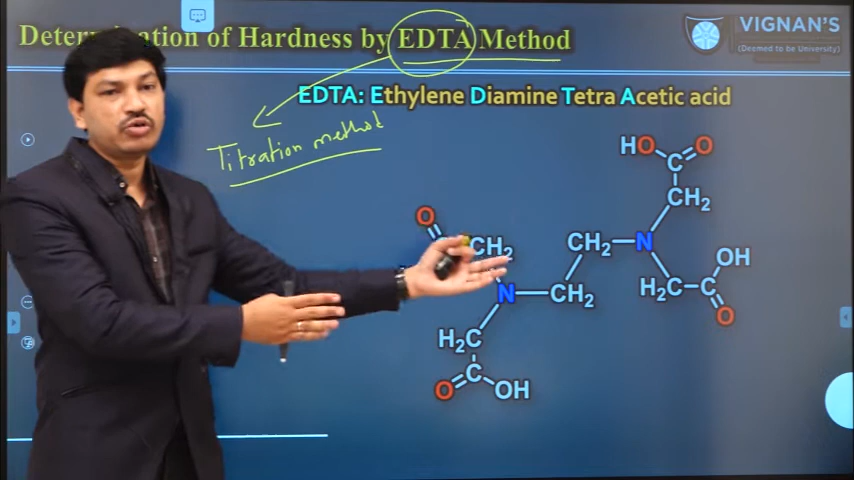 Determination of Hardness by EDTA Method
VIGNAN'S
(Deemed to be University)
EDTA: Ethylene Diamine Tetra Acetic acid
Titration method
HO C O
CH2
O
CH2
CH2 N
OH
N CH2
H2C C
O
H2C
C
O OH